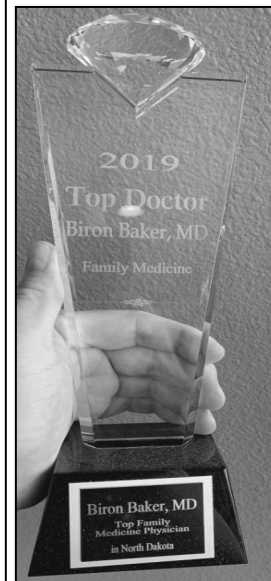 2019
Top Doctor
Biron Baker, MD
Family Medicine
Biron Baker, MD
Top Family
Medicine Physician
in North Dakota